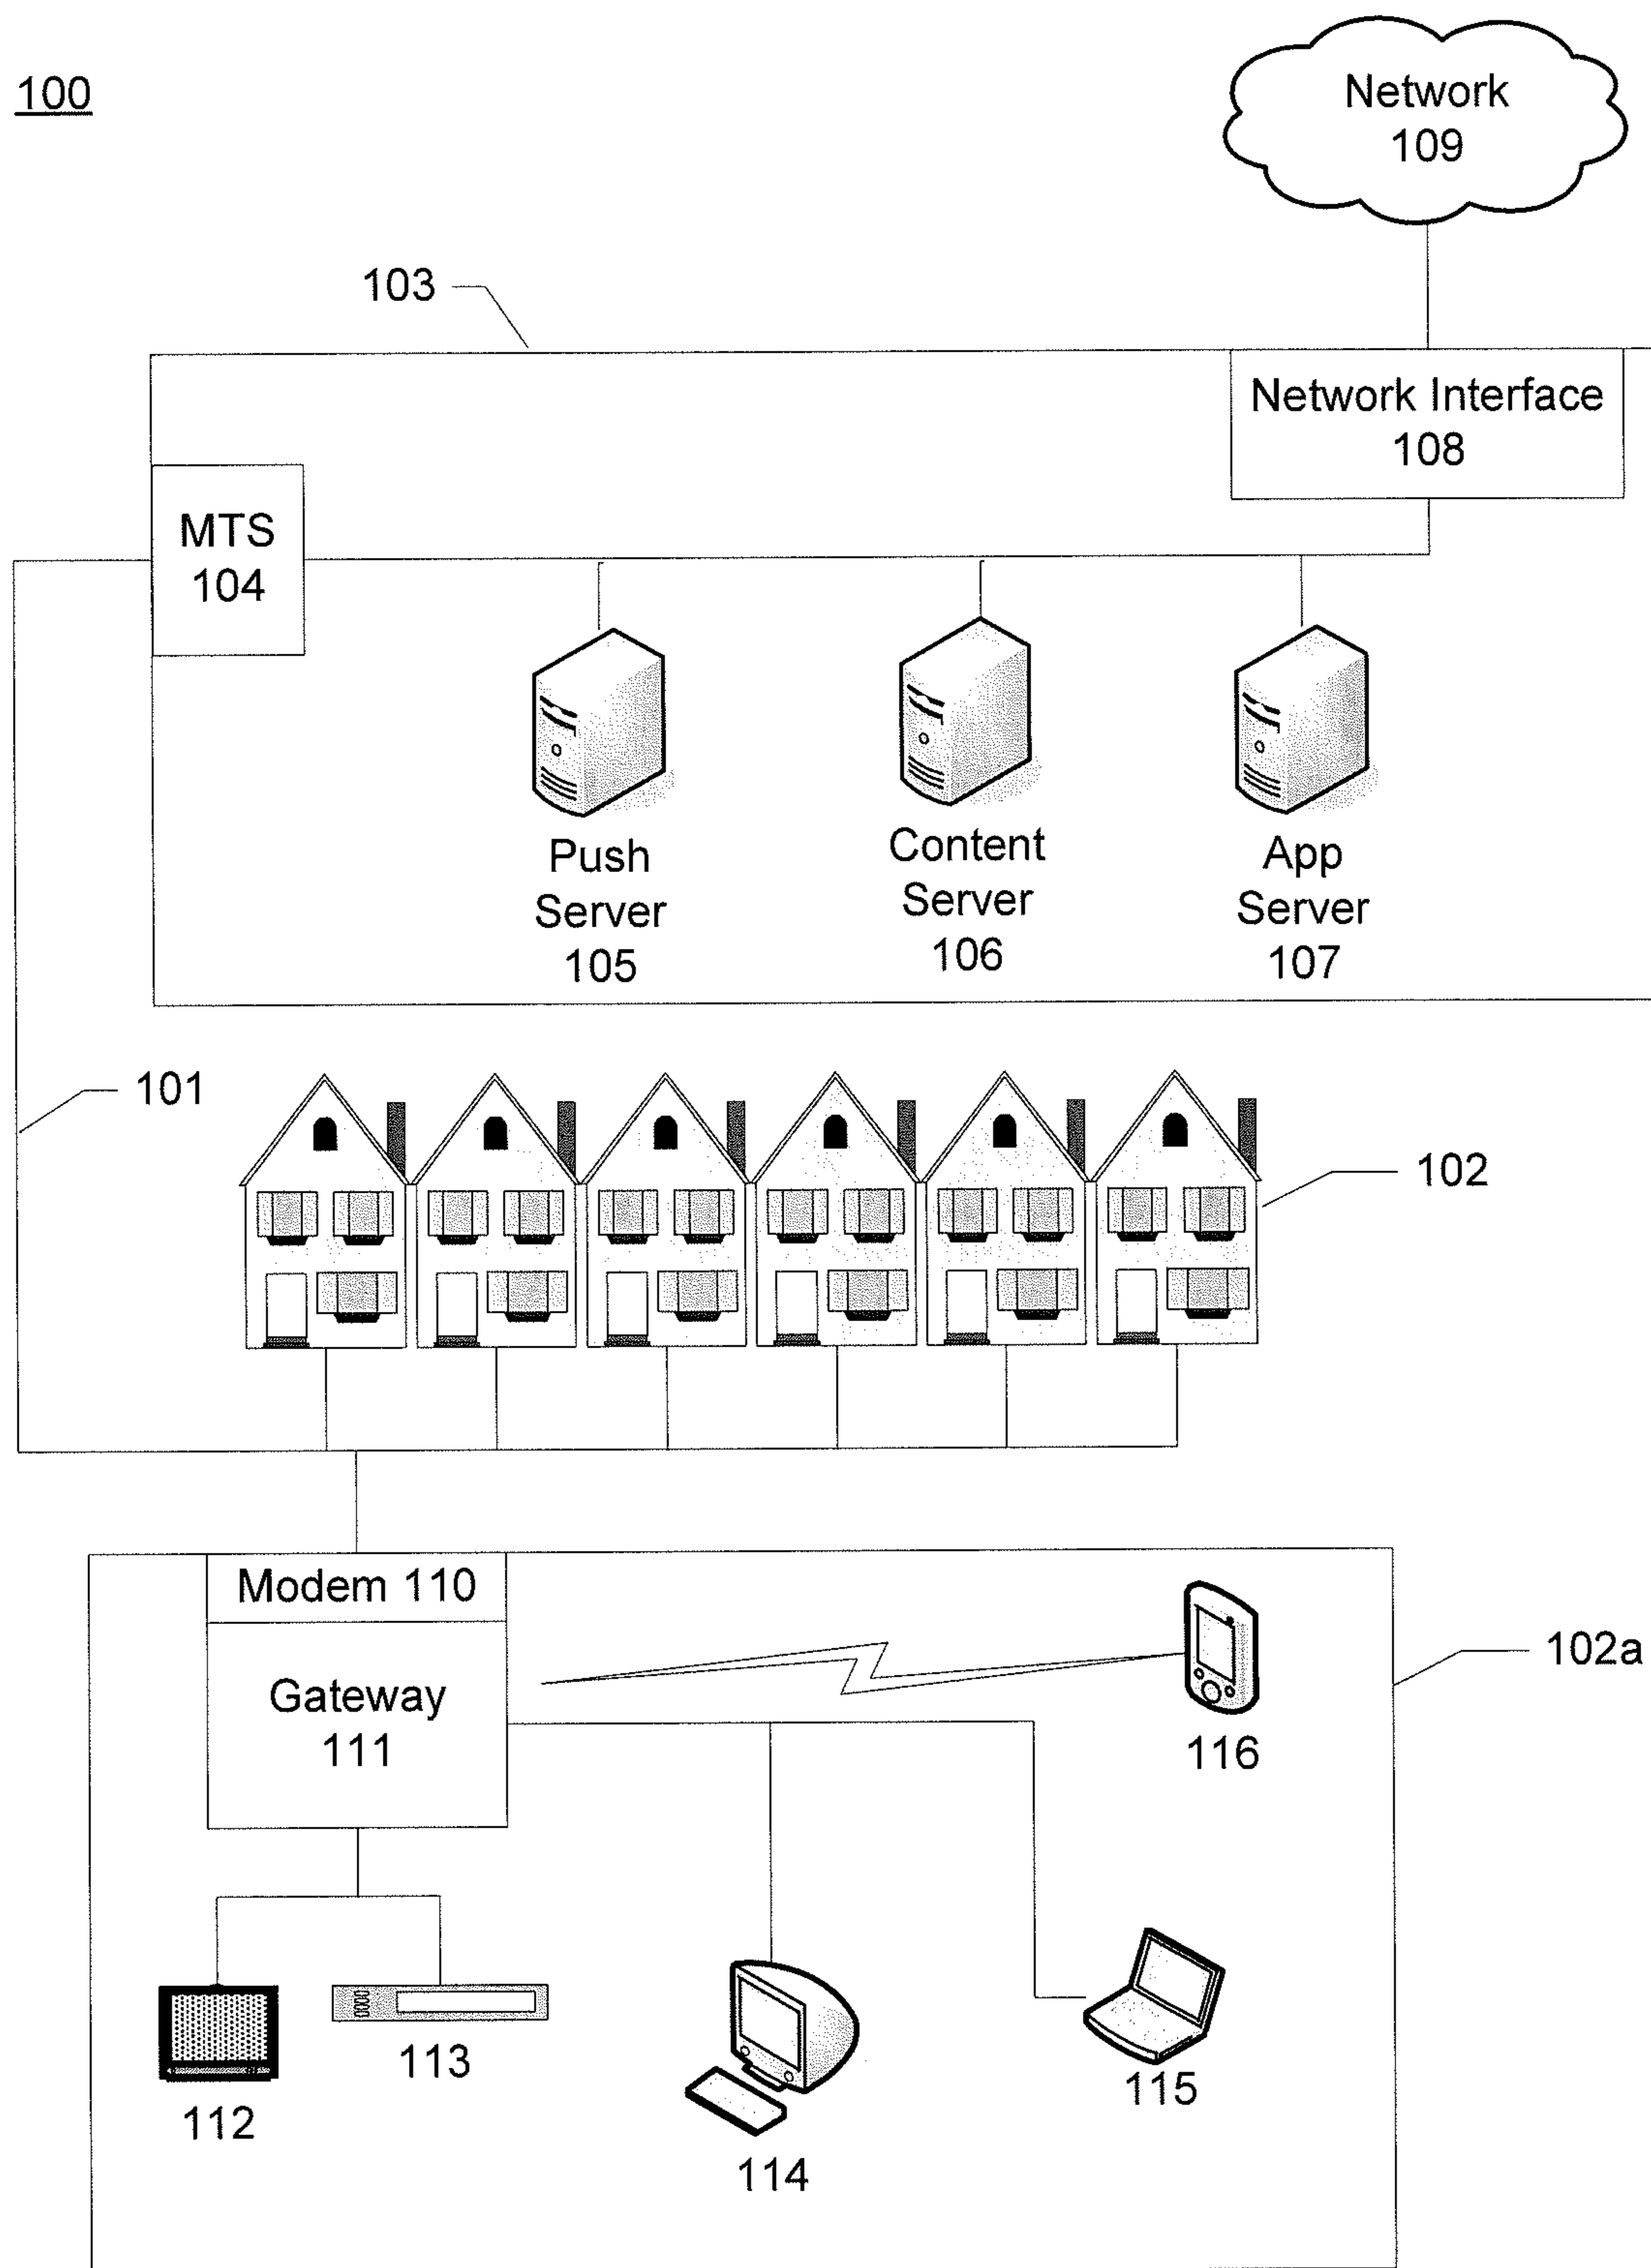 100
Network
109
103
Network Interface
108
MTS
104
Push
Server
105
Content
Server
106
App
Server
107
101
102
Modem 110
102a
Gateway
111
116
112
113
114
115